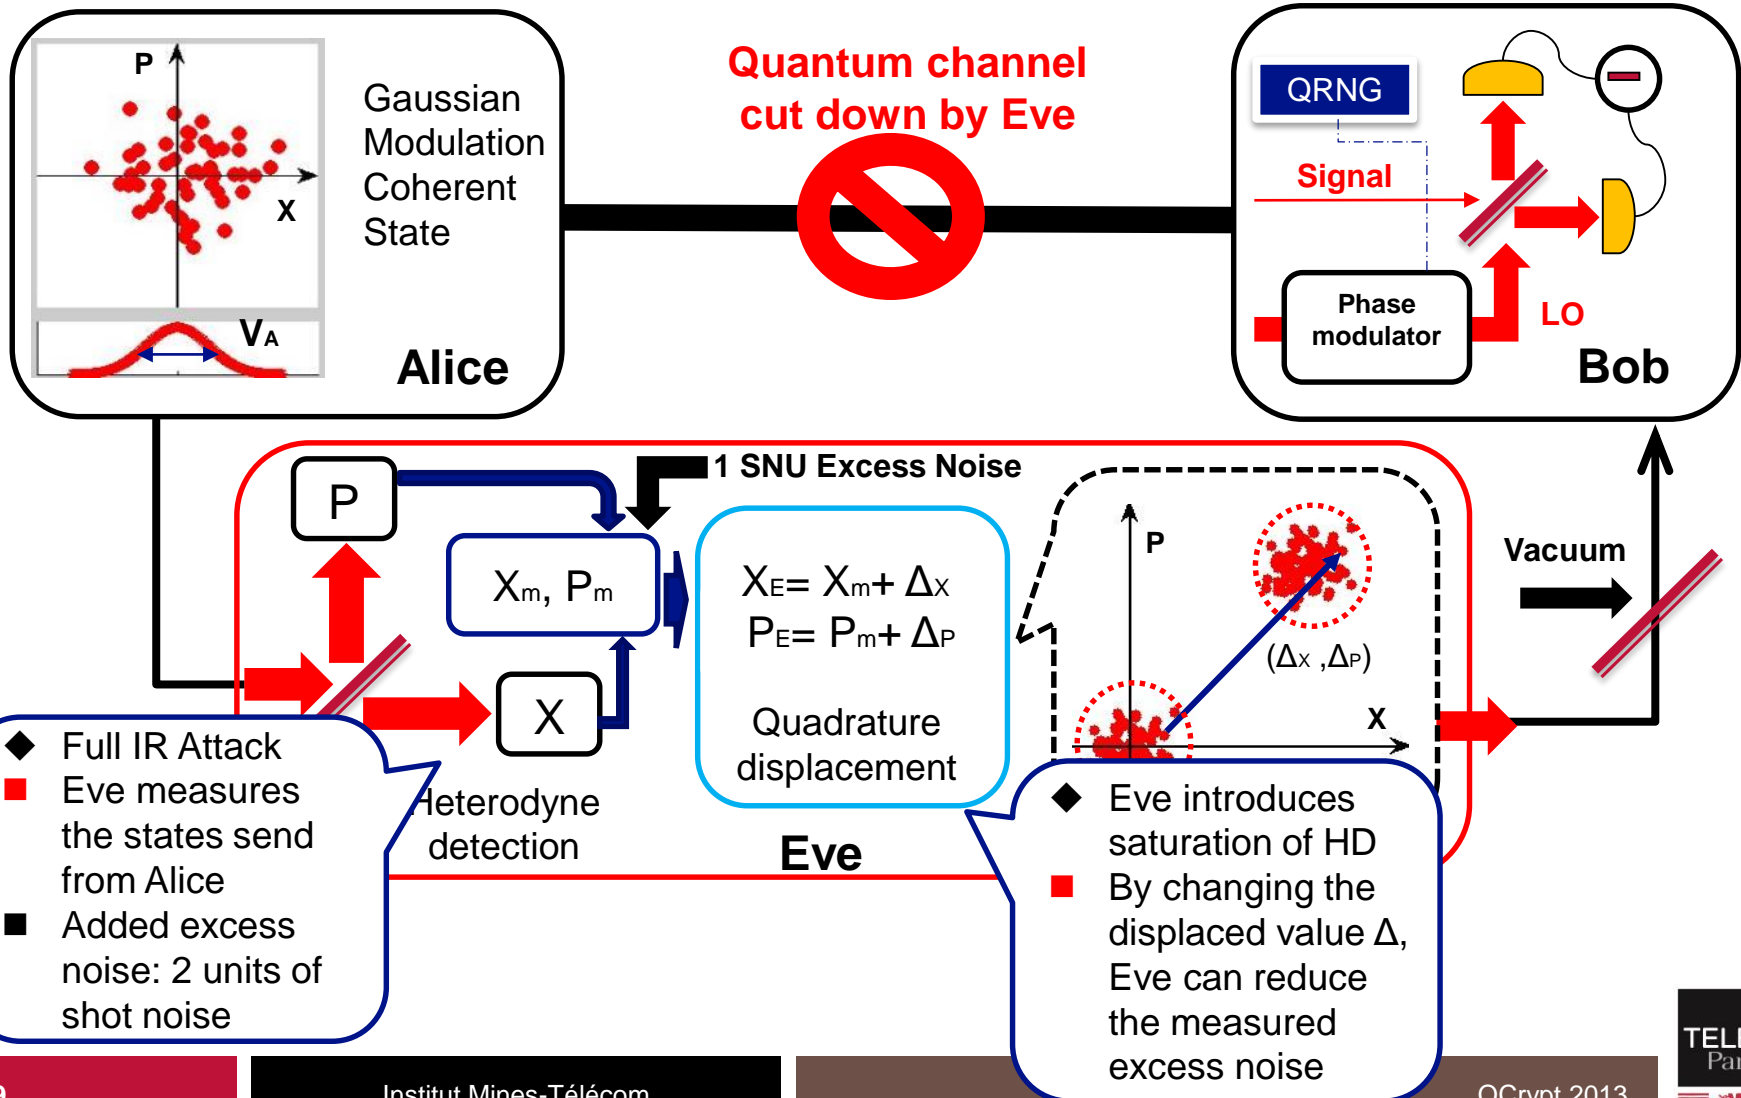 P
X
VA
Gaussian
Modulation
Coherent
State
Alice
Quantum channel
cut down by Eve
QRNG
Signal
Phase
modulator
LO
Bob
P
1 SNU Excess Noise
Xm, Pm
X
Heterodyne
detection
XE= Xm+ ΔX
PE= Pm+ ΔP
Quadrature
displacement
Eve
P
(ΔX ,ΔP)
X
Vacuum
◆ Full IR Attack
■ Eve measures
the states send
from Alice
■ Added excess
noise: 2 units of
shot noise
◆ Eve introduces
saturation of HD
■ By changing the
displaced value Δ,
Eve can reduce
the measured
excess noise
Institut Mines-Télécom
QCrypt 2013
TELE
Par